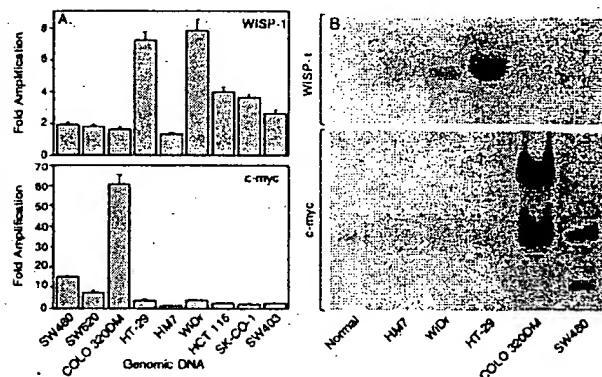 A.
WISP-1
Fold Amplification
8
6
4
2
0
c-myc
Fold Amplification
70
60
50
40
30
20
10
0
SW480
SW620
COLO 320DM
HT-29
HM7
WiDr
HCT 116
SK-CO-1
SW403
Genomic DNA
B
WISP-1
c-myc
Normal
HM7
WiDr
HT-29
COLO 320DM
SW480